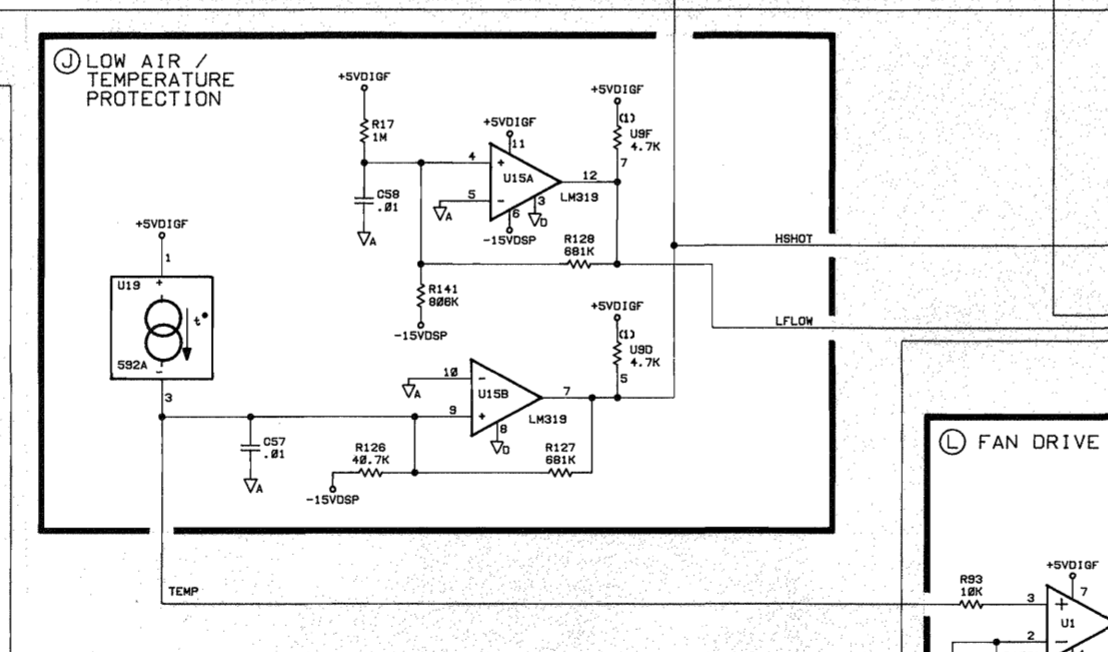 J LOW AIR /
TEMPERATURE
PROTECTION
+5VDIGF
R17
1M
C58
.01
A
+5VDIGF
11
4
+
U15A
5
-
A
6
3
D
-15VDSP
12
LM319
+5VDIGF
(1)
U9F
4.7K
7
R128
681K
R141
806K
-15VDSP
HSHOT
LFLOW
+5VDIGF
1
U19
+
t°
592A
-
3
+5VDIGF
(1)
U9D
4.7K
5
10
-
A
U15B
9
+
8
D
7
LM319
C57
.01
A
R126
40.7K
-15VDSP
R127
681K
TEMP
L FAN DRIVE
+5VDIGF
7
R93
10K
3
+
U1
2
-